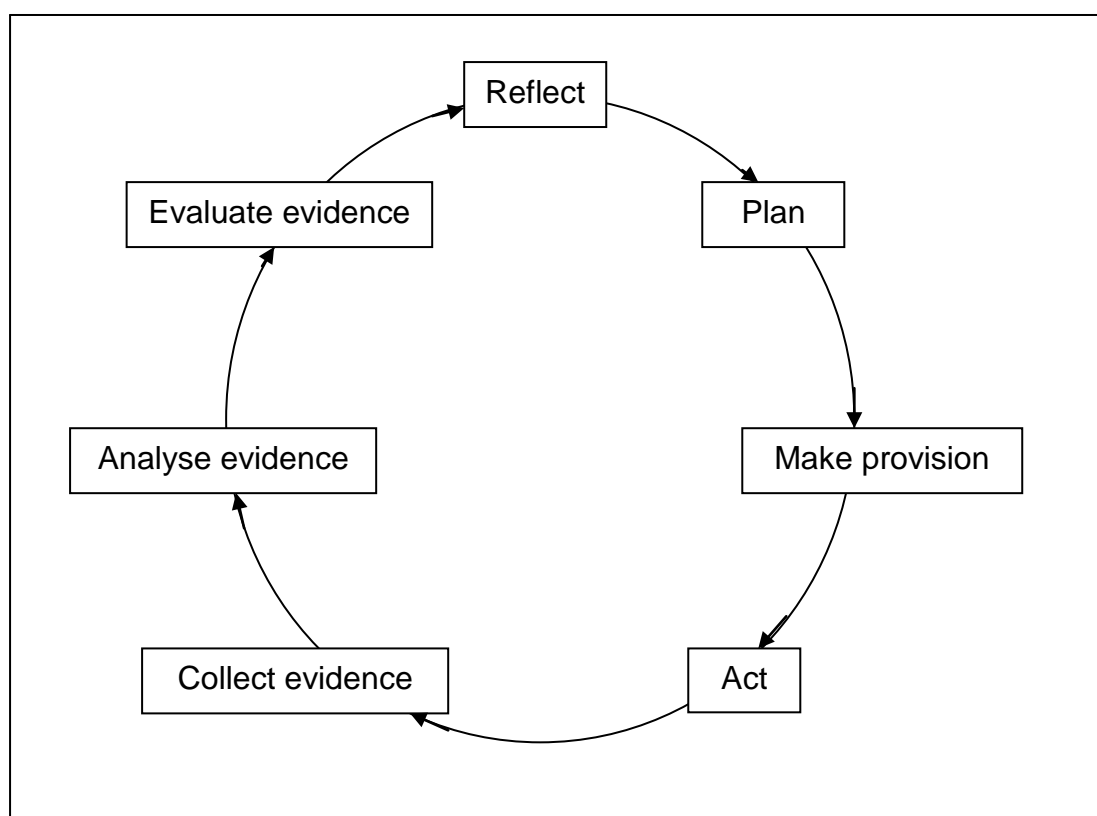 Reflect
Plan
Make provision
Act
Collect evidence
Analyse evidence
Evaluate evidence